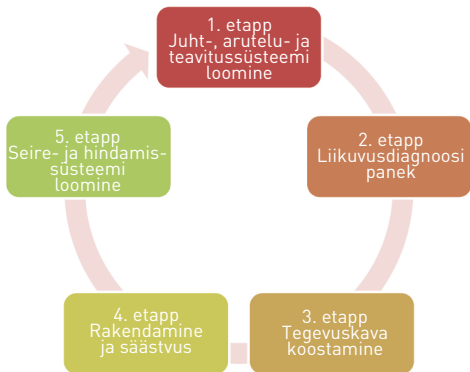 1. etapp
Juht-, arutelu- ja
teavitussüsteemi
loomine
2. etapp
Liikuvusdiagnoosi
panek
3. etapp
Tegevuskava
koostamine
4. etapp
Rakendamine
ja säästvus
5. etapp
Seire- ja hindamis-
süsteemi
loomine